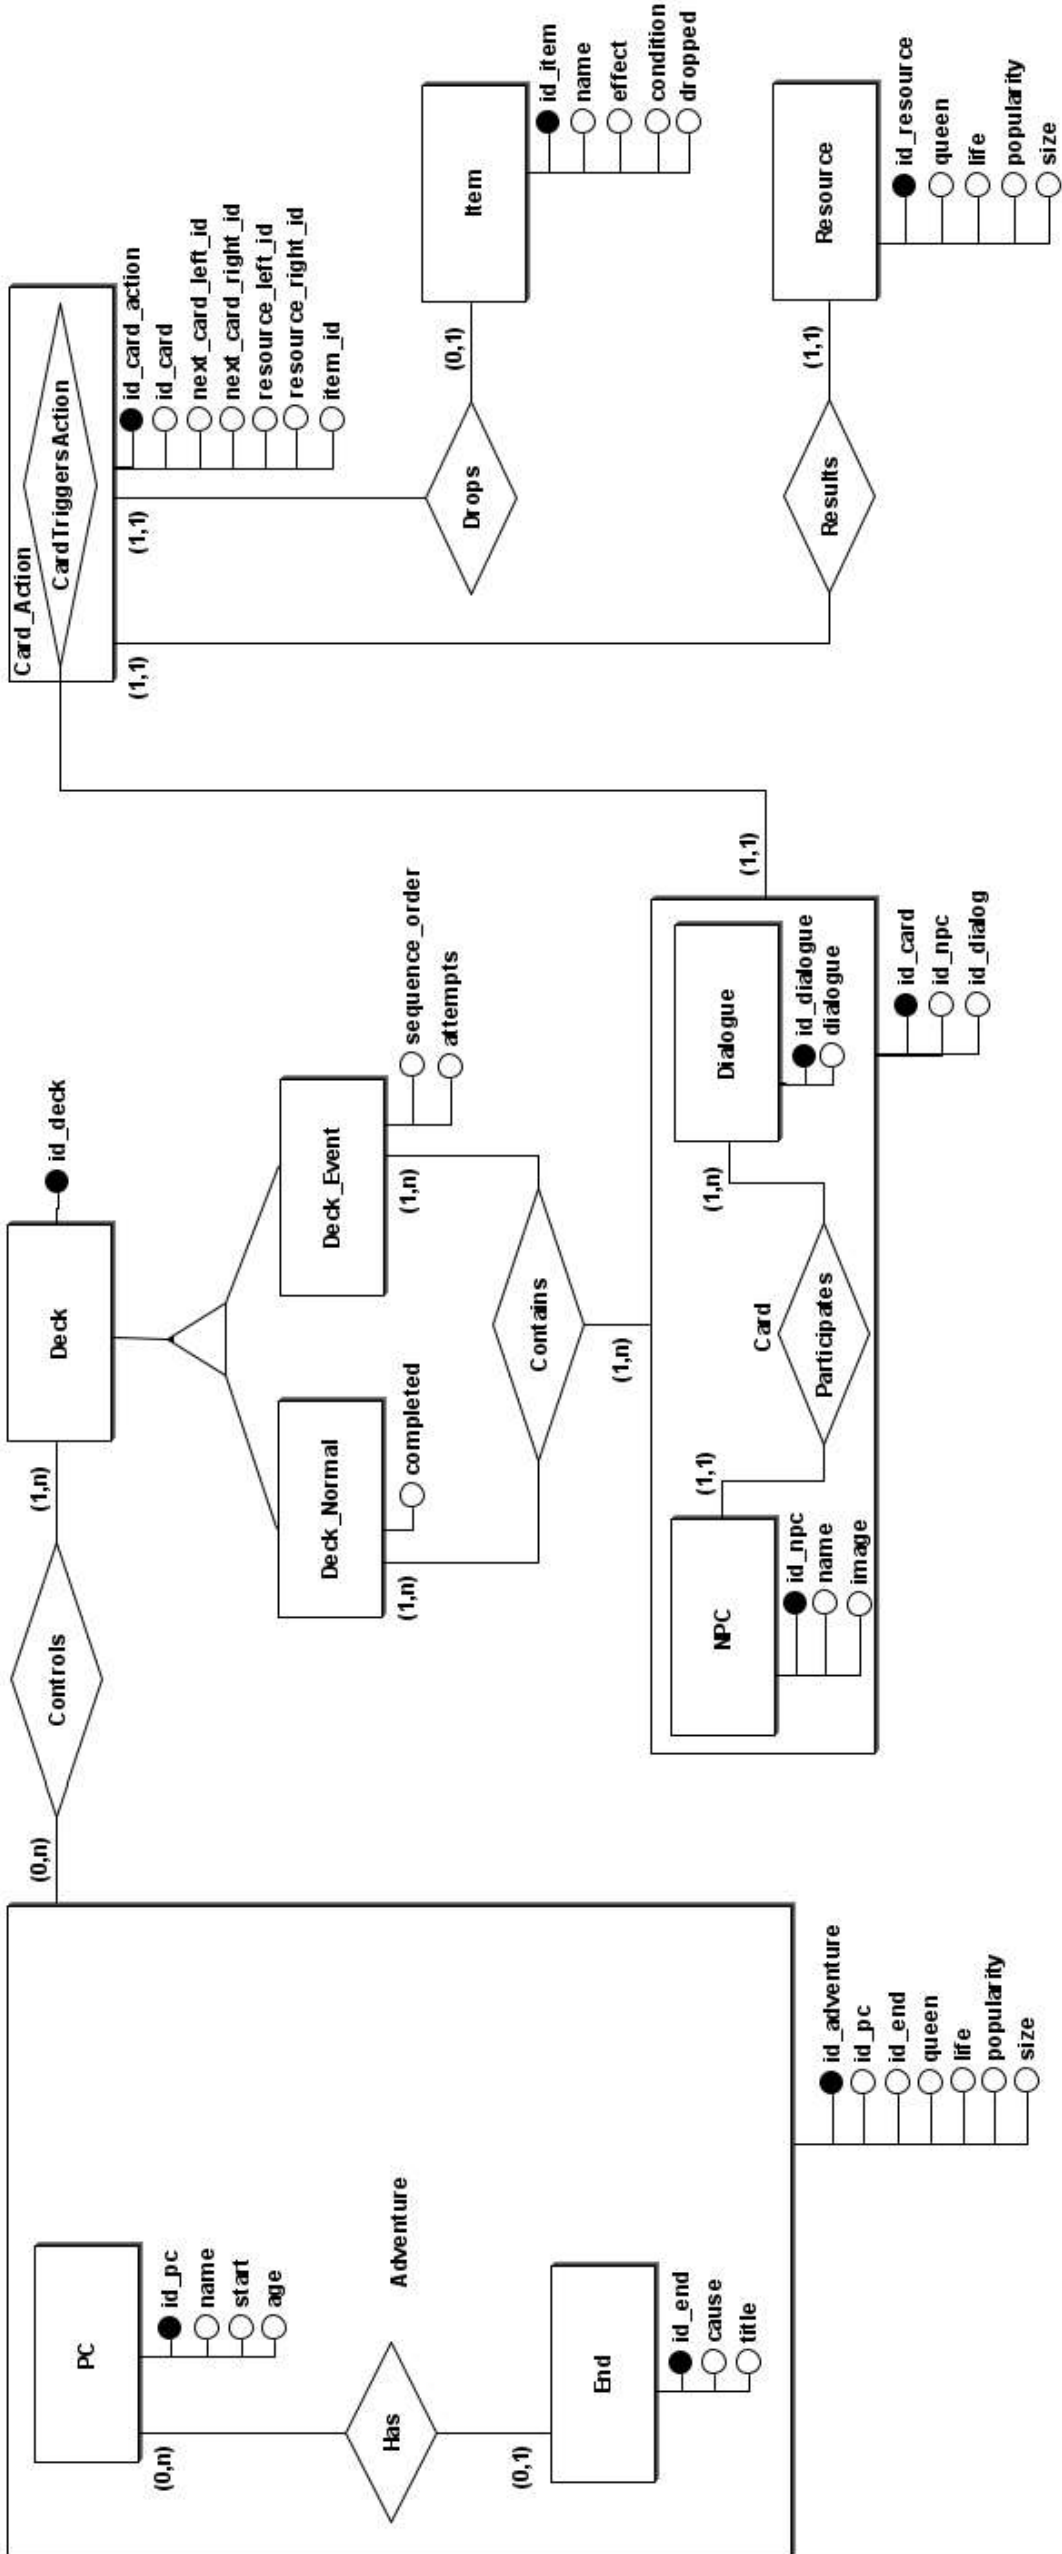 PC
id_pc
name
start
age
(0,n)
Has
Adventure
(0,1)
End
id_end
cause
title
id_adventure
id_pc
id_end
queen
life
popularity
size
(0,n)
Controls
(1,n)
Deck
id_deck
Deck_Normal
completed
(1,n)
Deck_Event
sequence_order
attempts
(1,n)
Contains
(1,n)
NPC
id_npc
name
image
(1,1)
Card
Participates
(1,n)
Dialogue
id_dialogue
dialogue
id_card
id_npc
id_dialog
(1,1)
Card_Action
CardTriggersAction
id_card_action
id_card
next_card_left_id
next_card_right_id
resource_left_id
resource_right_id
item_id
(1,1)
(1,1)
Drops
(0,1)
Item
id_item
name
effect
condition
dropped
Results
(1,1)
Resource
id_resource
queen
life
popularity
size